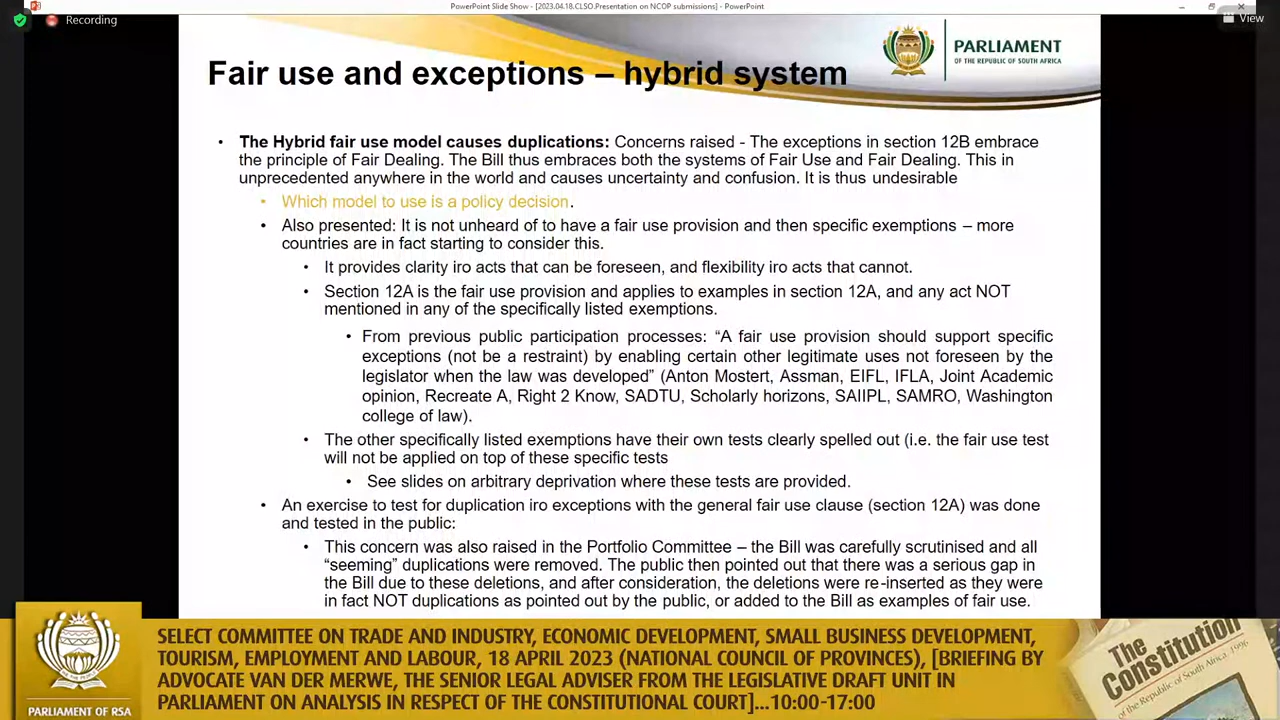 PowerPoint Slide Show - [2023.04.18.CLSO.Presentation on NCOP submissions] - PowerPoint
Recording
View
PARLIAMENT
OF THE REPUBLIC OF SOUTH AFRICA
Fair use and exceptions – hybrid system
• The Hybrid fair use model causes duplications: Concerns raised - The exceptions in section 12B embrace
the principle of Fair Dealing. The Bill thus embraces both the systems of Fair Use and Fair Dealing. This in
unprecedented anywhere in the world and causes uncertainty and confusion. It is thus undesirable
• Which model to use is a policy decision.
• Also presented: It is not unheard of to have a fair use provision and then specific exemptions – more
countries are in fact starting to consider this.
• It provides clarity iro acts that can be foreseen, and flexibility iro acts that cannot.
• Section 12A is the fair use provision and applies to examples in section 12A, and any act NOT
mentioned in any of the specifically listed exemptions.
• From previous public participation processes: “A fair use provision should support specific
exceptions (not be a restraint) by enabling certain other legitimate uses not foreseen by the
legislator when the law was developed” (Anton Mostert, Assman, EIFL, IFLA, Joint Academic
opinion, Recreate A, Right 2 Know, SADTU, Scholarly horizons, SAIIPL, SAMRO, Washington
college of law).
• The other specifically listed exemptions have their own tests clearly spelled out (i.e. the fair use test
will not be applied on top of these specific tests
• See slides on arbitrary deprivation where these tests are provided.
• An exercise to test for duplication iro exceptions with the general fair use clause (section 12A) was done
and tested in the public:
• This concern was also raised in the Portfolio Committee – the Bill was carefully scrutinised and all
“seeming” duplications were removed. The public then pointed out that there was a serious gap in
the Bill due to these deletions, and after consideration, the deletions were re-inserted as they were
in fact NOT duplications as pointed out by the public, or added to the Bill as examples of fair use.
SELECT COMMITTEE ON TRADE AND INDUSTRY, ECONOMIC DEVELOPMENT, SMALL BUSINESS DEVELOPMENT,
TOURISM, EMPLOYMENT AND LABOUR, 18 APRIL 2023 (NATIONAL COUNCIL OF PROVINCES), [BRIEFING BY
ADVOCATE VAN DER MERWE, THE SENIOR LEGAL ADVISER FROM THE LEGISLATIVE DRAFT UNIT IN
PARLIAMENT ON ANALYSIS IN RESPECT OF THE CONSTITUTIONAL COURT]...10:00-17:00
PARLIAMENT OF RSA
The
Constitution
of the Republic of South Africa, 1996